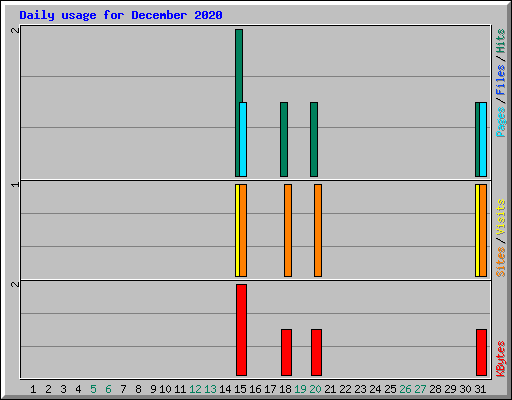 Daily usage for December 2020
2
Pages / Files / Hits
1
Sites / Visits
2
KBytes
1 2 3 4 5 6 7 8 9 10 11 12 13 14 15 16 17 18 19 20 21 22 23 24 25 26 27 28 29 30 31